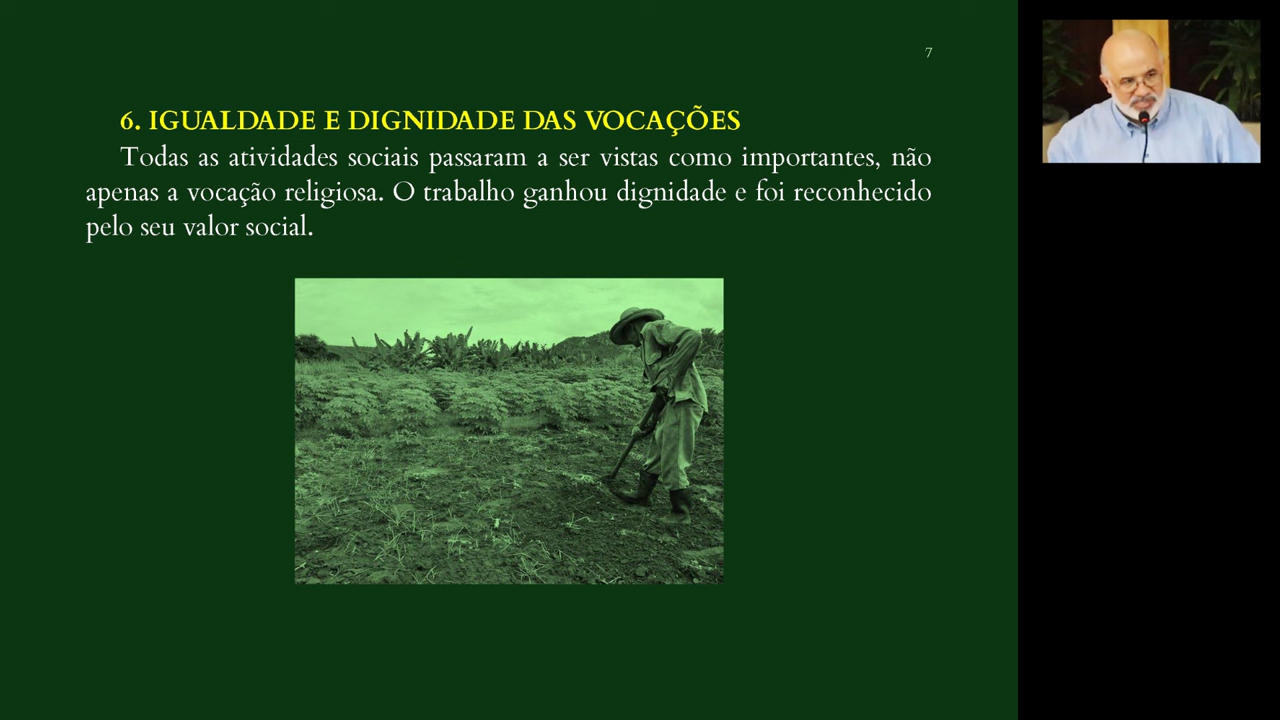 7
6. IGUALDADE E DIGNIDADE DAS VOCAÇÕES
Todas as atividades sociais passaram a ser vistas como importantes, não
apenas a vocação religiosa. O trabalho ganhou dignidade e foi reconhecido
pelo seu valor social.